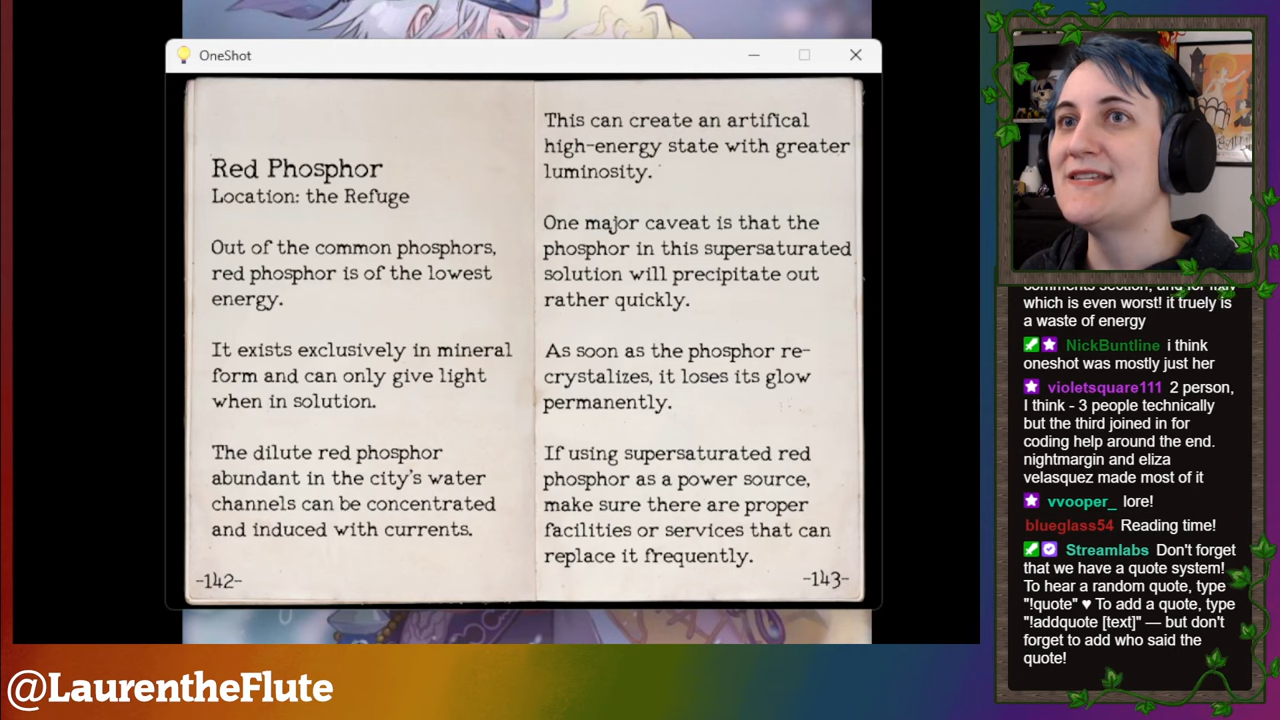 OneShot
Red Phosphor
Location: the Refuge
Out of the common phosphors,
red phosphor is of the lowest
energy.
It exists exclusively in mineral
form and can only give light
when in solution.
The dilute red phosphor
abundant in the city's water
channels can be concentrated
and induced with currents.
-142-
This can create an artifical
high-energy state with greater
luminosity.
One major caveat is that the
phosphor in this supersaturated
solution will precipitate out
rather quickly.
As soon as the phosphor re-
crystalizes, it loses its glow
permanently.
If using supersaturated red
phosphor as a power source,
make sure there are proper
facilities or services that can
replace it frequently.
-143-
which is even worst! it truely is
a waste of energy
NickBuntline i think
oneshot was mostly just her
violetsquare111 2 person,
I think - 3 people technically
but the third joined in for
coding help around the end.
nightmargin and eliza
velasquez made most of it
vvooper_ lore!
blueglass54 Reading time!
Streamlabs Don't forget
that we have a quote system!
To hear a random quote, type
"!quote" ♥ To add a quote, type
"!addquote [text]" — but don't
forget to add who said the
quote!
@LaurentheFlute